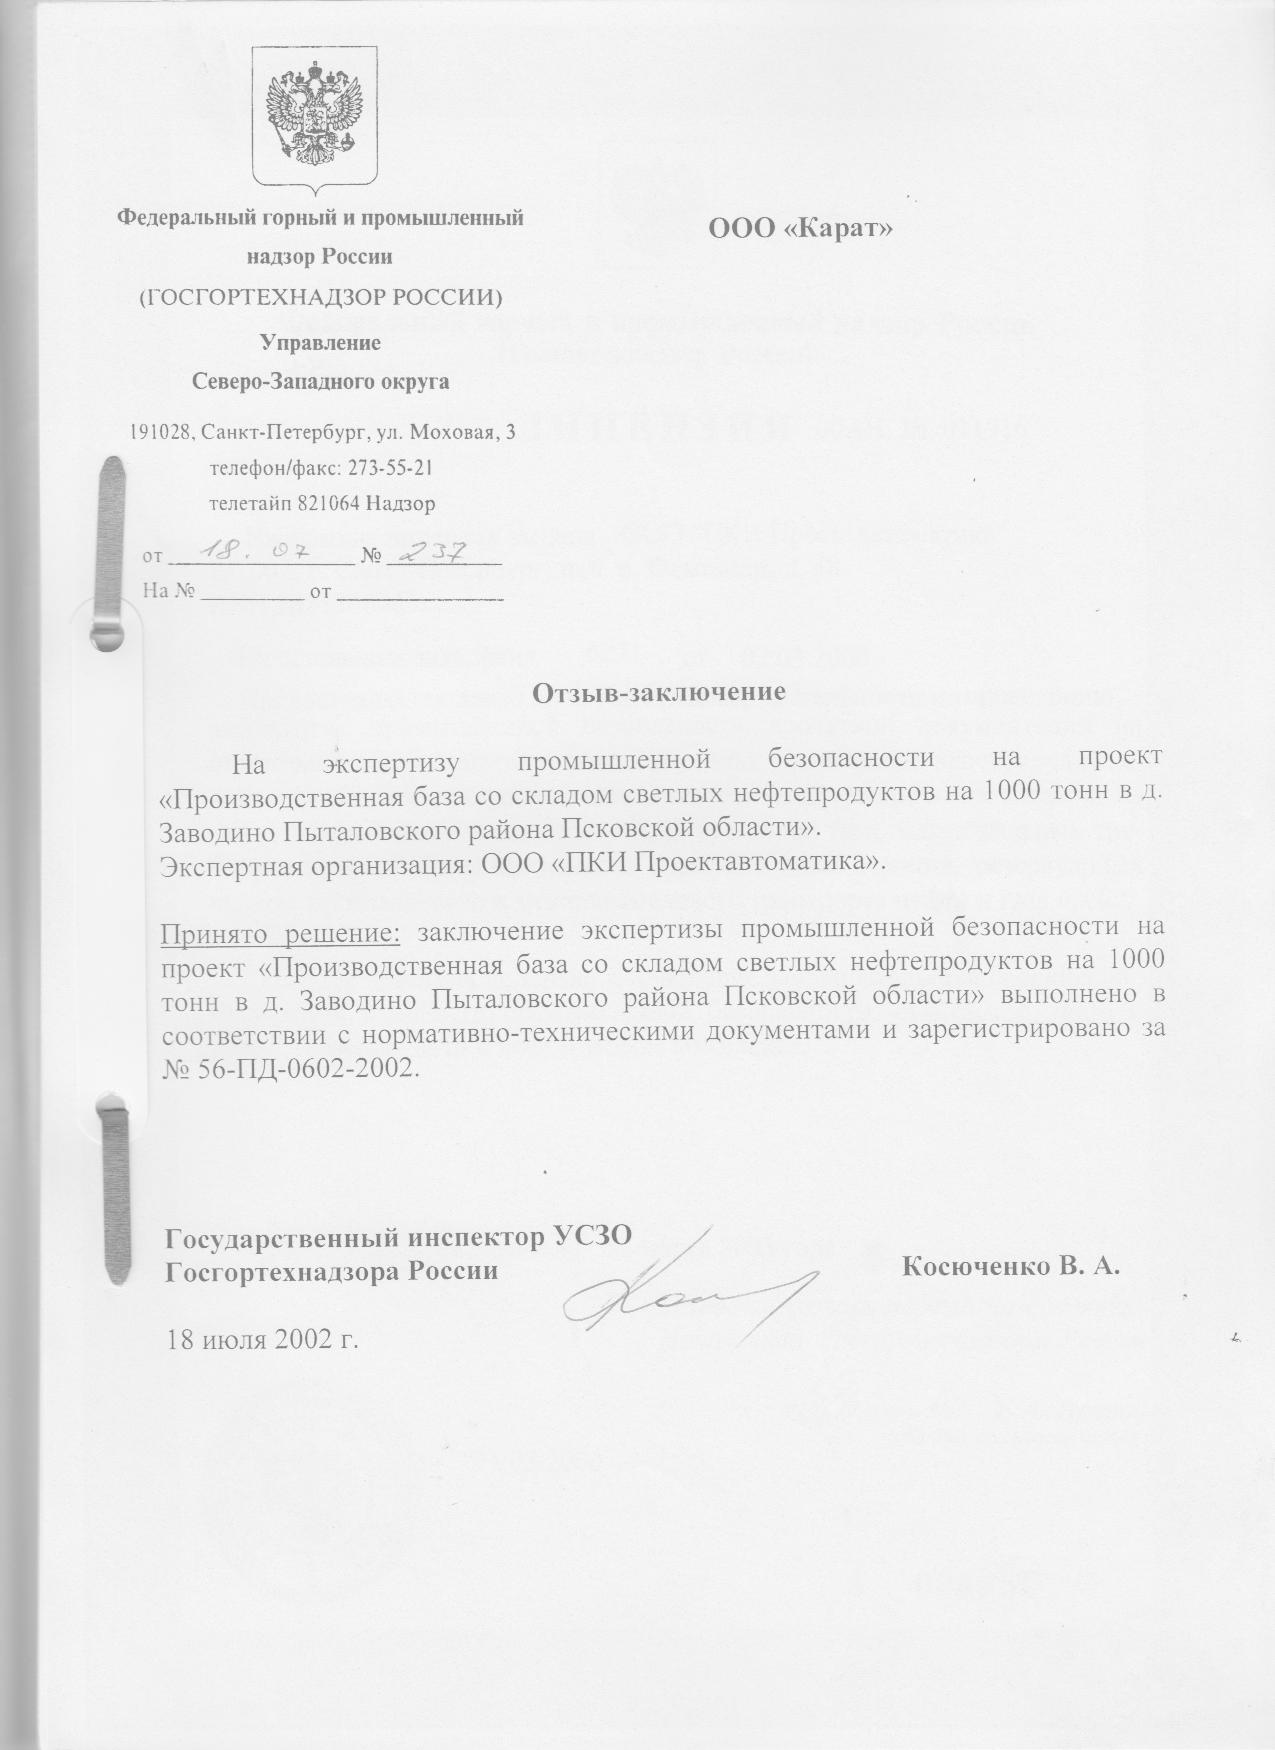 Федеральный горный и промышленный
надзор России
(ГОСГОРТЕХНАДЗОР РОССИИ)
Управление
Северо-Западного округа
191028, Санкт-Петербург, ул. Моховая, 3
телефон/факс: 273-55-21
телетайп 821064 Надзор
от 18. 07 № 237
На № __________ от ________________
ООО «Карат»
Отзыв-заключение
На экспертизу промышленной безопасности на проект
«Производственная база со складом светлых нефтепродуктов на 1000 тонн в д.
Заводино Пыталовского района Псковской области».
Экспертная организация: ООО «ПКИ Проектавтоматика».
Принято решение: заключение экспертизы промышленной безопасности на
проект «Производственная база со складом светлых нефтепродуктов на 1000
тонн в д. Заводино Пыталовского района Псковской области» выполнено в
соответствии с нормативно-техническими документами и зарегистрировано за
№ 56-ПД-0602-2002.
Государственный инспектор УСЗО
Госгортехнадзора России
Косюченко В. А.
18 июля 2002 г.